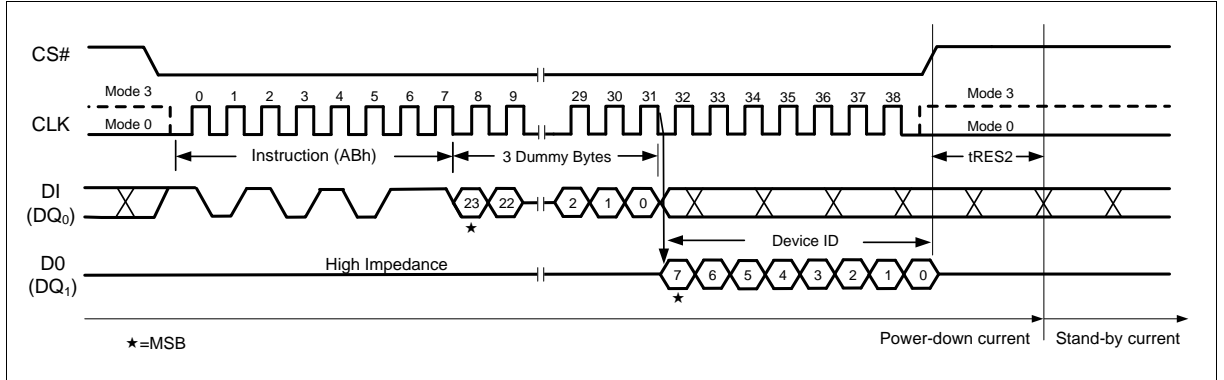 CS#
Mode 3
0 1 2 3 4 5 6 7 8 9 29 30 31 32 33 34 35 36 37 38
Mode 3
CLK
Mode 0
Mode 0
Instruction (ABh)
3 Dummy Bytes
tRES2
DI
(DQ0)
23 22 2 1 0
★
Device ID
D0
(DQ1)
High Impedance
7 6 5 4 3 2 1 0
★
★=MSB
Power-down current
Stand-by current